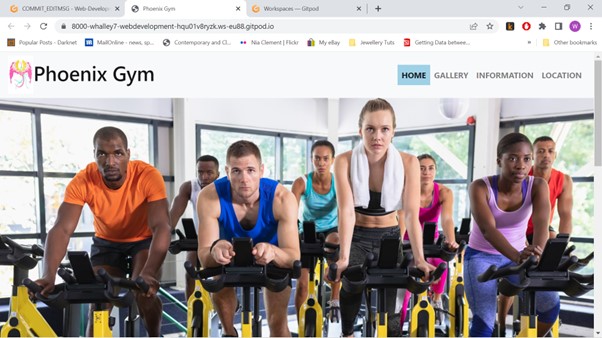 COMMIT_EDITMSG - Web-Develop
Phoenix Gym
Workspaces — Gitpod
8000-whalley7-webdevelopment-hqu01v8ryzk.ws-eu88.gitpod.io
W
Popular Posts - Darknet
MailOnline - news, sp...
Contemporary and Cl...
Nia Clement | Flickr
My eBay
Jewellery Tuts
Getting Data betwee...
»
Other bookmarks
Phoenix Gym
HOME GALLERY INFORMATION LOCATION